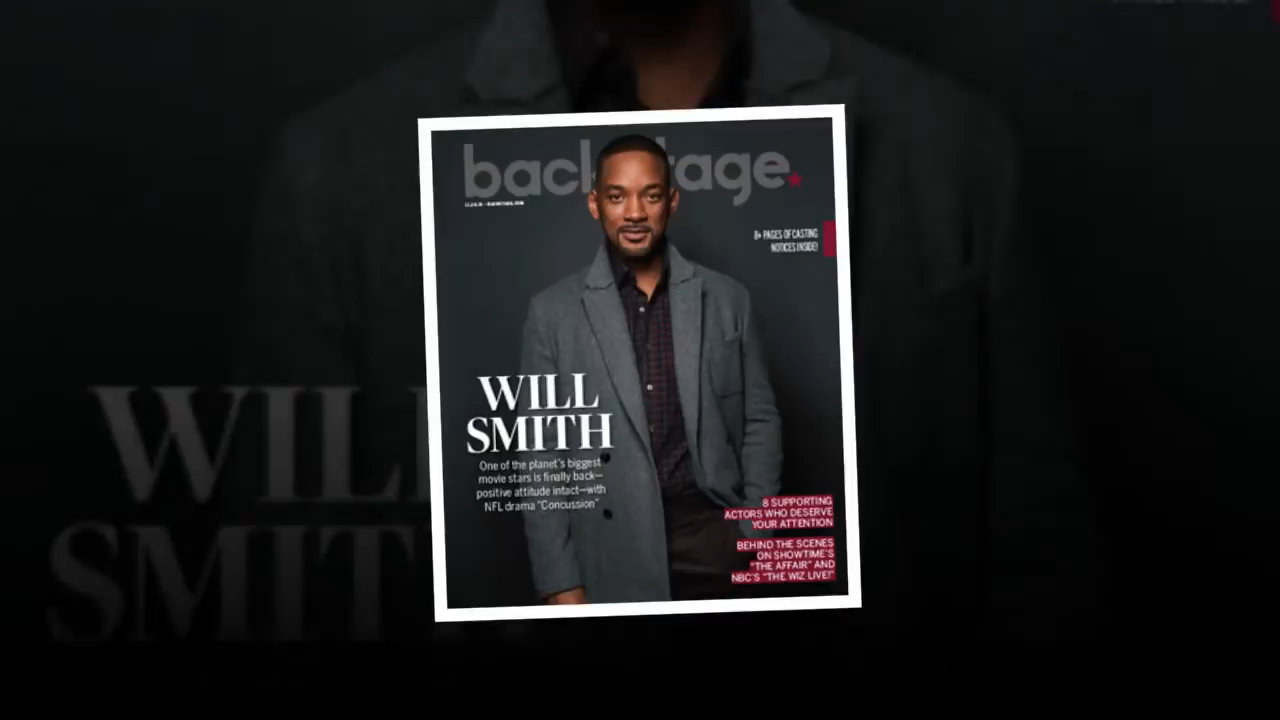 backstage.
8+ PAGES OF CASTING
NOTICES INSIDE!
WILL
SMITH
One of the planet's biggest
movie stars is finally back—
positive attitude intact—with
NFL drama "Concussion"
8 SUPPORTING
ACTORS WHO DESERVE
YOUR ATTENTION
BEHIND THE SCENES
ON SHOWTIME'S
"THE AFFAIR" AND
NBC'S "THE WIZ LIVE!"
WILL
SMIT